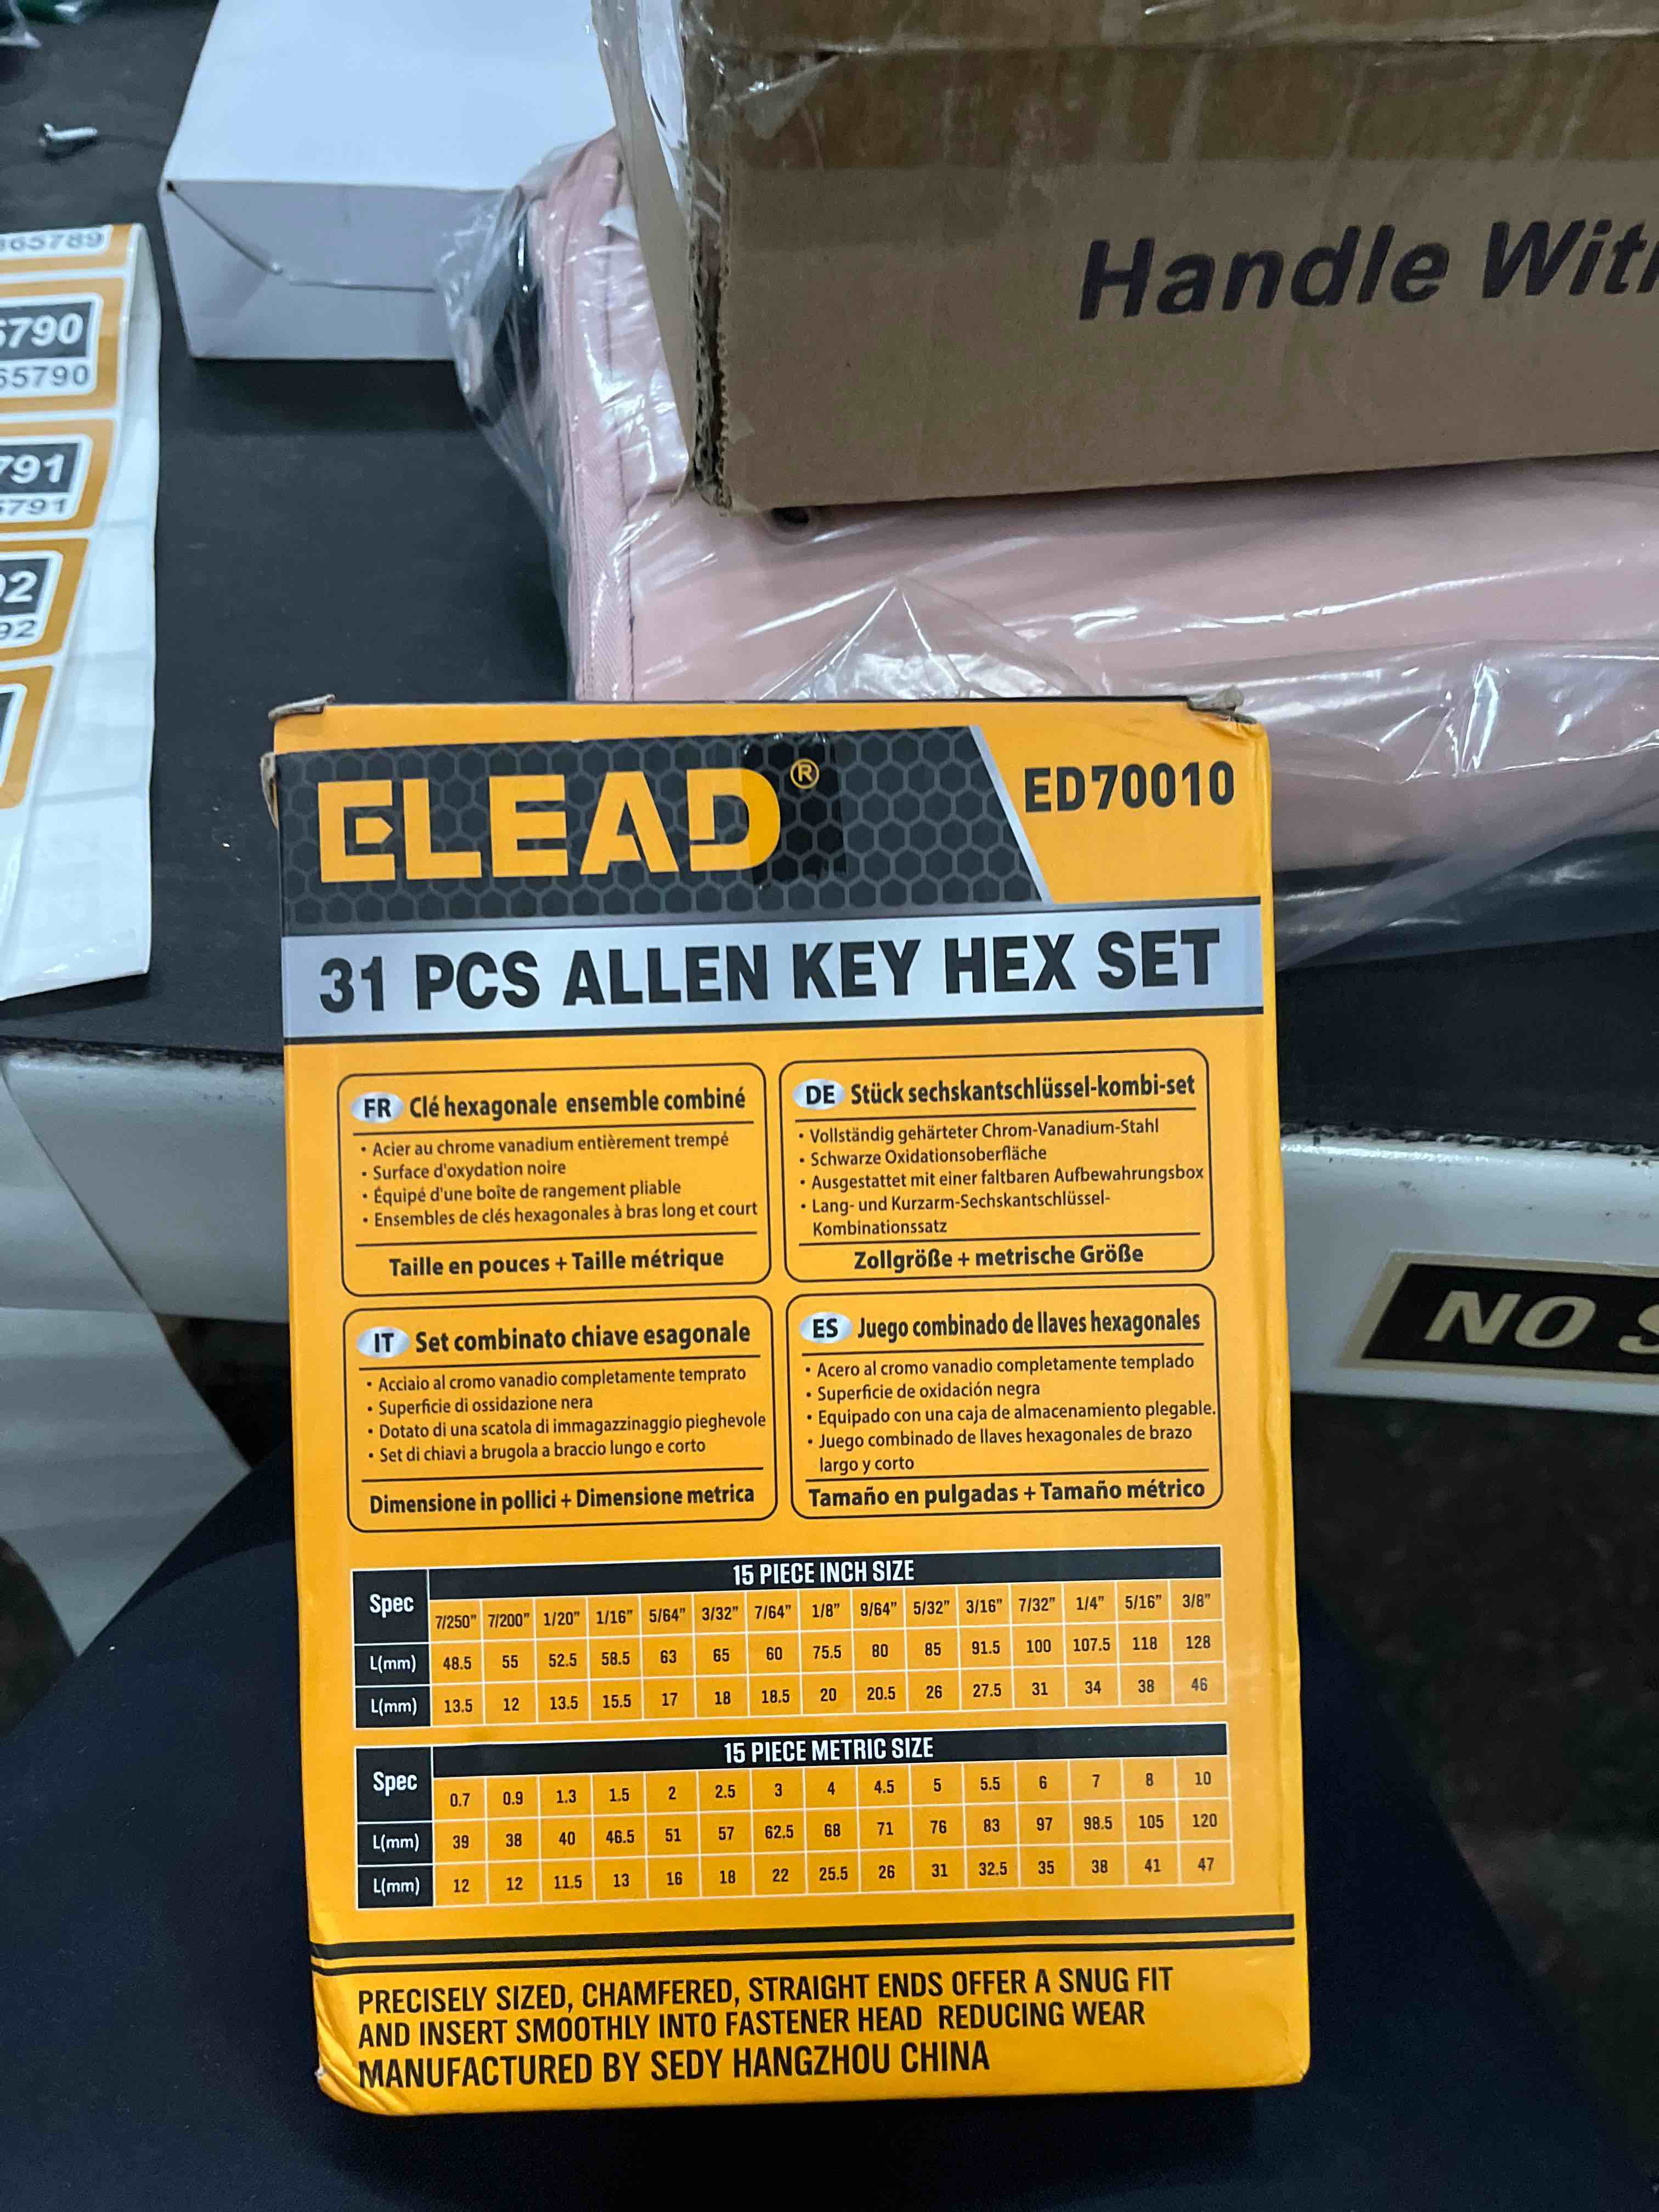 65789
5790
65790
791
5791
92
92
Handle With
ELEAD®
ED70010
31 PCS ALLEN KEY HEX SET
FR Clé hexagonale ensemble combiné
• Acier au chrome vanadium entièrement trempé
• Surface d'oxydation noire
• Équipé d'une boîte de rangement pliable
• Ensembles de clés hexagonales à bras long et court
Taille en pouces + Taille métrique
DE Stück sechskantschlüssel-kombi-set
• Vollständig gehärteter Chrom-Vanadium-Stahl
• Schwarze Oxidationsoberfläche
• Ausgestattet mit einer faltbaren Aufbewahrungsbox
• Lang- und Kurzarm-Sechskantschlüssel-
Kombinationssatz
Zollgröße + metrische Größe
IT Set combinato chiave esagonale
• Acciaio al cromo vanadio completamente temprato
• Superficie di ossidazione nera
• Dotato di una scatola di immagazzinaggio pieghevole
• Set di chiavi a brugola a braccio lungo e corto
Dimensione in pollici + Dimensione metrica
ES Juego combinado de llaves hexagonales
• Acero al cromo vanadio completamente templado
• Superficie de oxidación negra
• Equipado con una caja de almacenamiento plegable.
• Juego combinado de llaves hexagonales de brazo
largo y corto
Tamaño en pulgadas + Tamaño métrico
15 PIECE INCH SIZE
Spec 7/250" 7/200" 1/20" 1/16" 5/64" 3/32" 7/64" 1/8" 9/64" 5/32" 3/16" 7/32" 1/4" 5/16" 3/8"
L(mm) 48.5 55 52.5 58.5 63 65 60 75.5 80 85 91.5 100 107.5 118 128
L(mm) 13.5 12 13.5 15.5 17 18 18.5 20 20.5 26 27.5 31 34 38 46
15 PIECE METRIC SIZE
Spec 0.7 0.9 1.3 1.5 2 2.5 3 4 4.5 5 5.5 6 7 8 10
L(mm) 39 38 40 46.5 51 57 62.5 68 71 76 83 97 98.5 105 120
L(mm) 12 12 11.5 13 16 18 22 25.5 26 31 32.5 35 38 41 47
PRECISELY SIZED, CHAMFERED, STRAIGHT ENDS OFFER A SNUG FIT
AND INSERT SMOOTHLY INTO FASTENER HEAD REDUCING WEAR
MANUFACTURED BY SEDY HANGZHOU CHINA
NO S